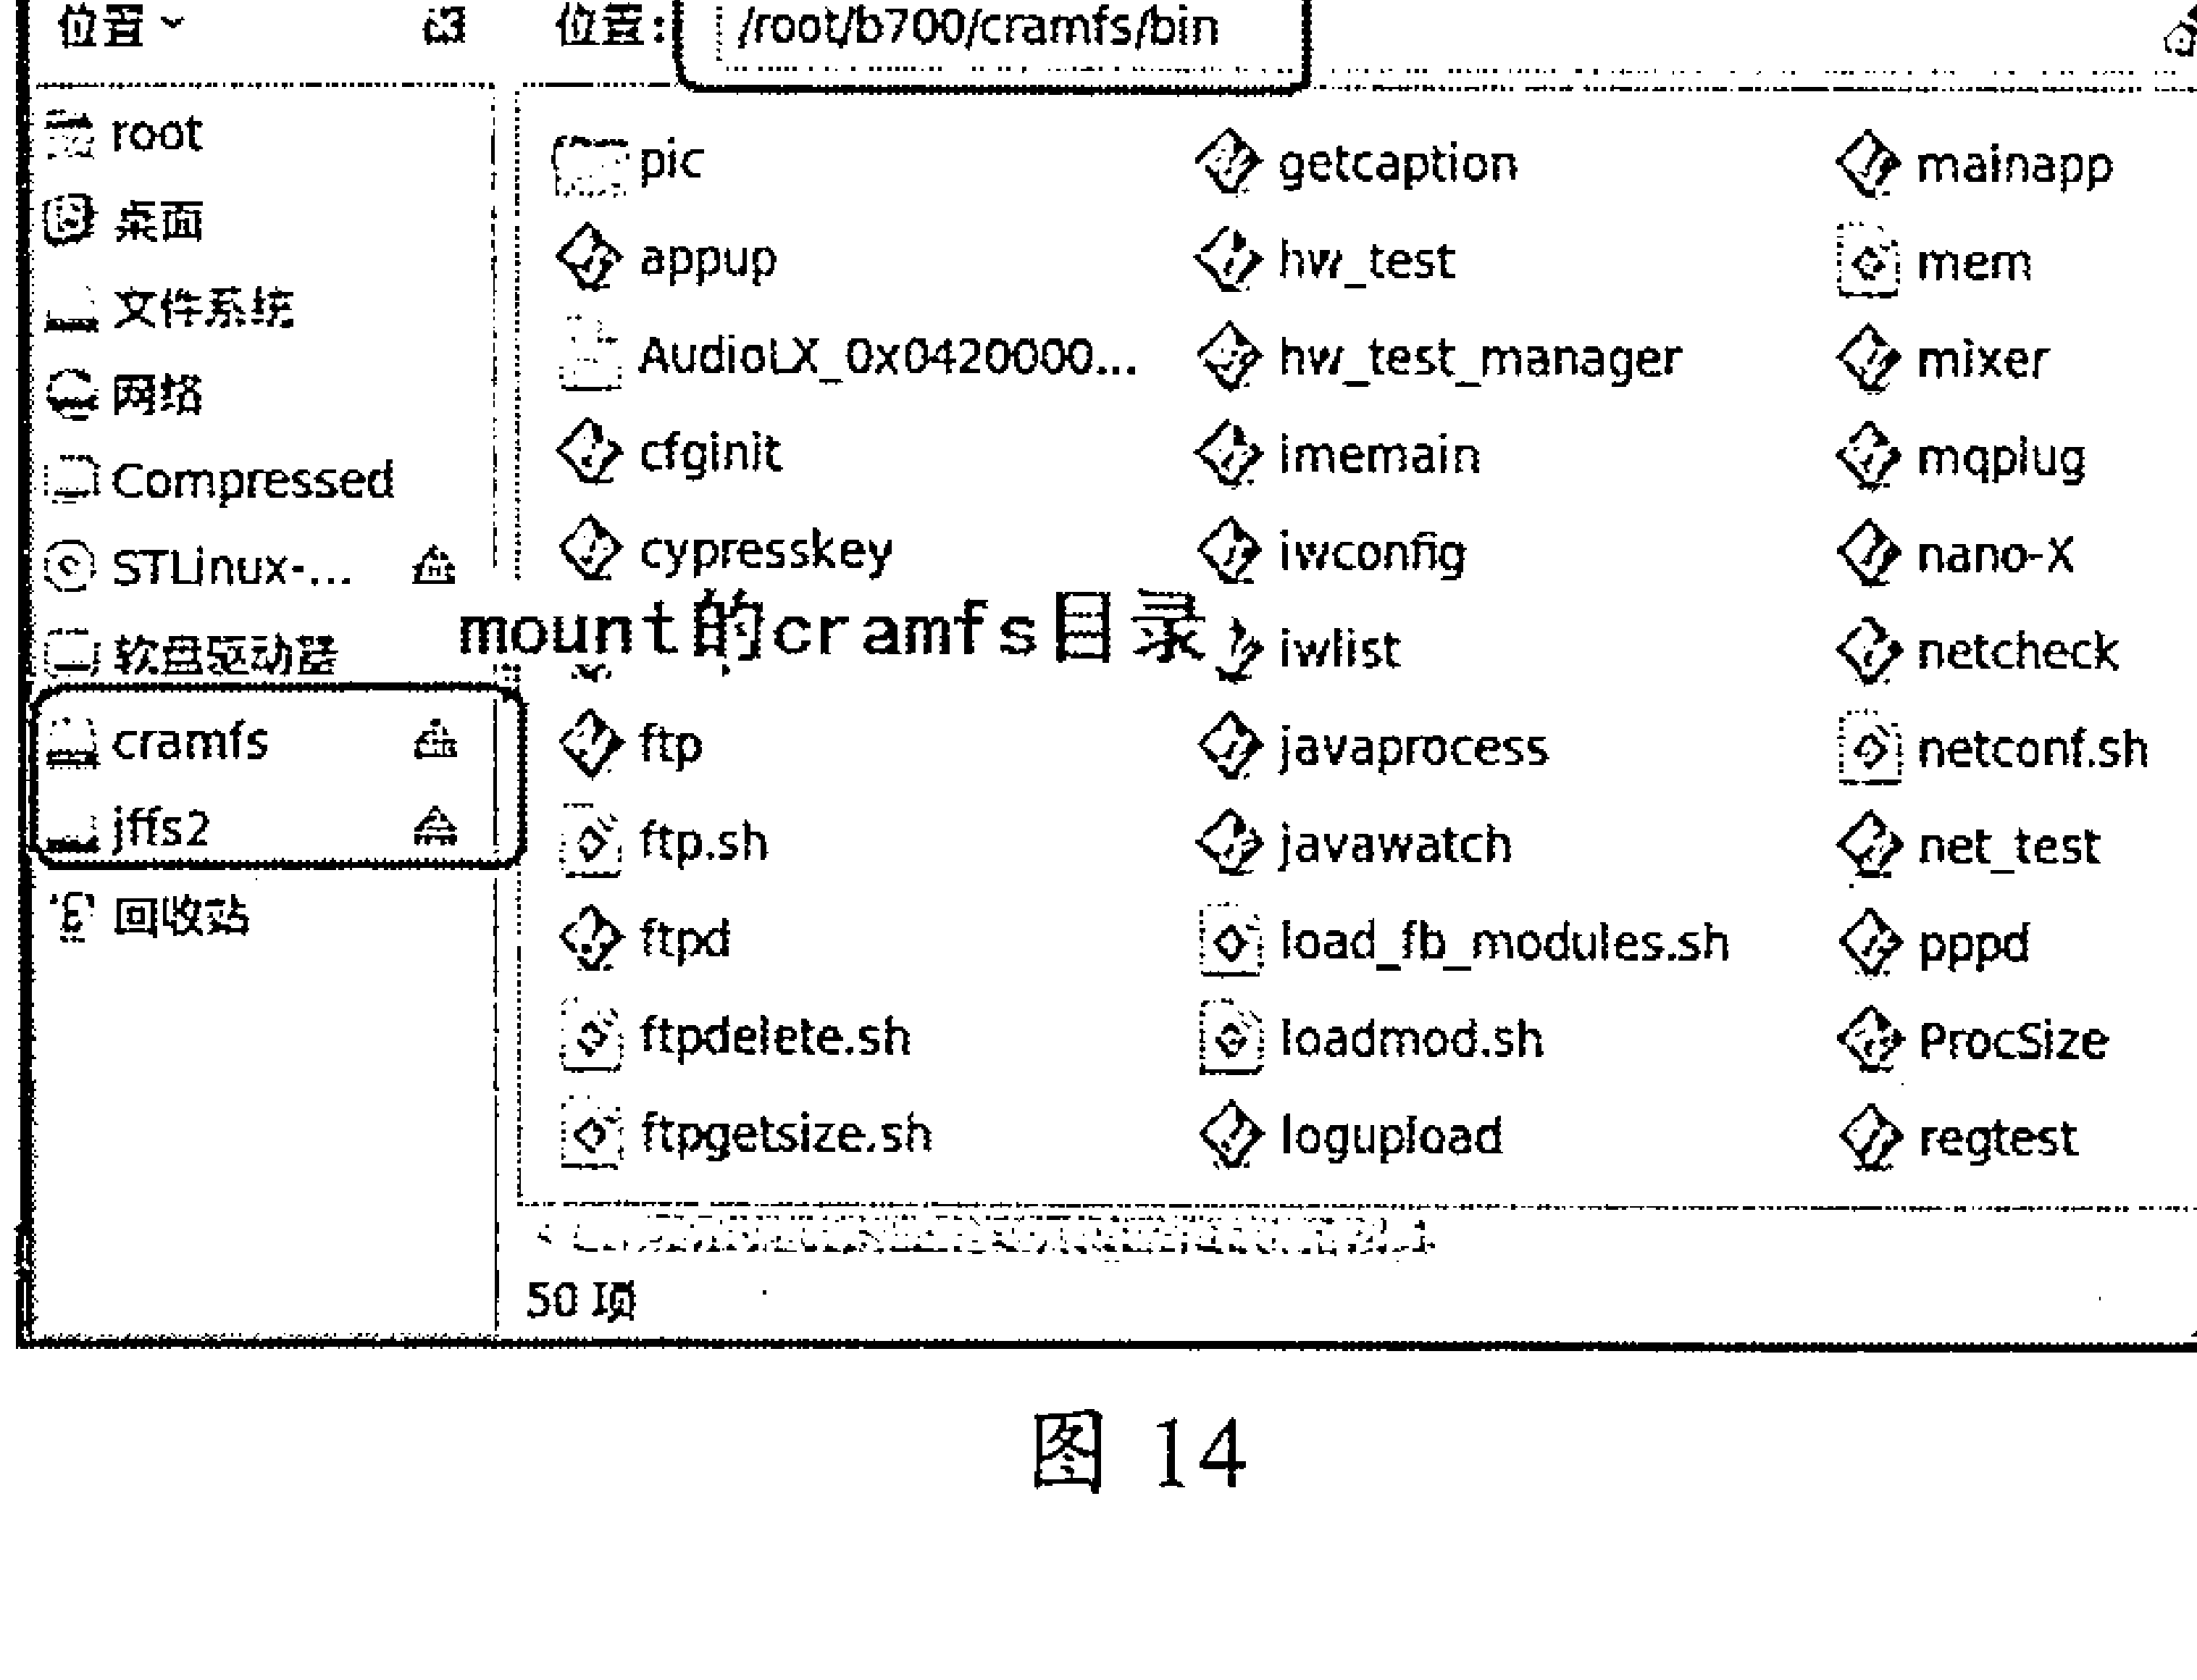 位置
位置: /root/b700/cramfs/bin
root
桌面
文件系统
网络
Compressed
STLinux-...
软盘驱动器
cramfs
jffs2
回收站
pic
appup
AudioLX_0x0420000...
cfginit
cypresskey
mount的cramfs目录
ftp
ftp.sh
ftpd
ftpdelete.sh
ftpgetsize.sh
getcaption
hw_test
hw_test_manager
imemain
iwconfig
iwlist
javaprocess
javawatch
load_fb_modules.sh
loadmod.sh
logupload
mainapp
mem
mixer
mqplug
nano-X
netcheck
netconf.sh
net_test
pppd
ProcSize
regtest
50 项
图 14